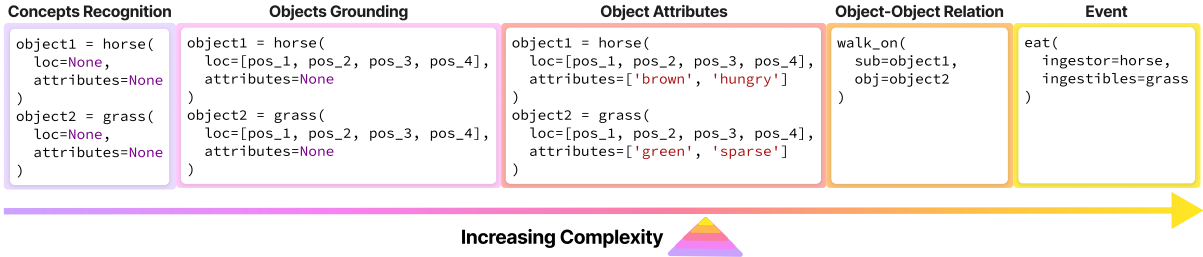 Concepts Recognition
object1 = horse(
  loc=None,
  attributes=None
)
object2 = grass(
  loc=None,
  attributes=None
)
Objects Grounding
object1 = horse(
  loc=[pos_1, pos_2, pos_3, pos_4],
  attributes=None
)
object2 = grass(
  loc=[pos_1, pos_2, pos_3, pos_4],
  attributes=None
)
Object Attributes
object1 = horse(
  loc=[pos_1, pos_2, pos_3, pos_4],
  attributes=['brown', 'hungry']
)
object2 = grass(
  loc=[pos_1, pos_2, pos_3, pos_4],
  attributes=['green', 'sparse']
)
Object-Object Relation
walk_on(
  sub=object1,
  obj=object2
)
Event
eat(
  ingestor=horse,
  ingestibles=grass
)
Increasing Complexity